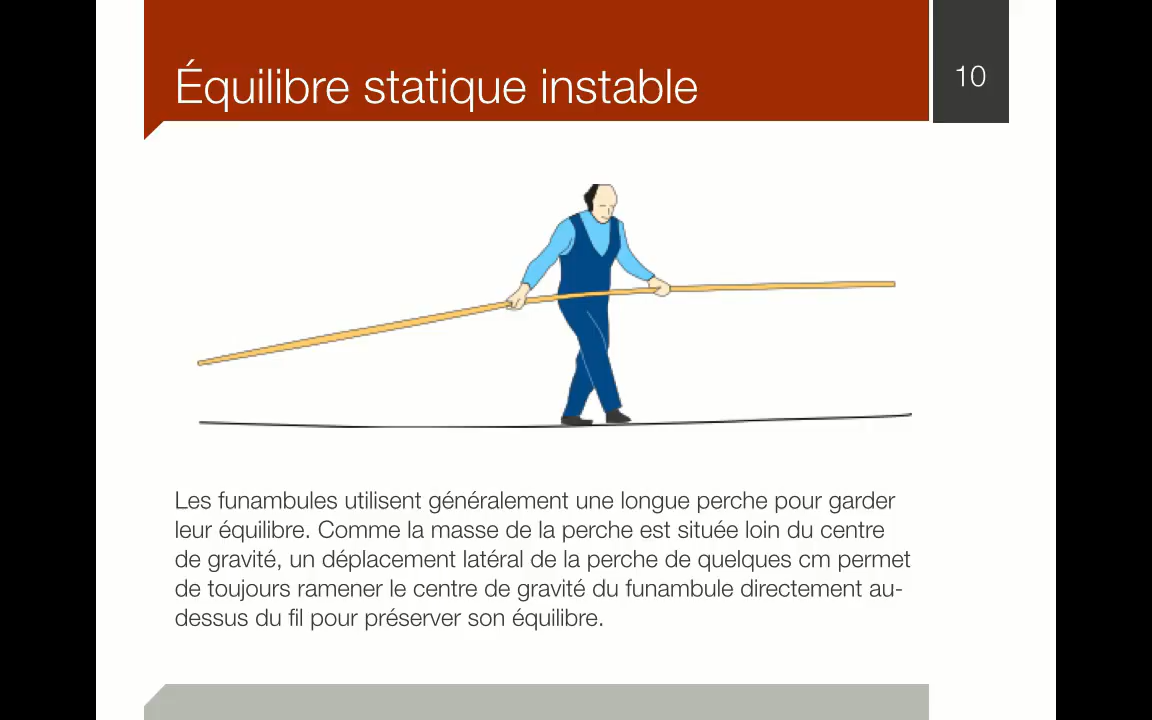 Équilibre statique instable
10
Les funambules utilisent généralement une longue perche pour garder
leur équilibre. Comme la masse de la perche est située loin du centre
de gravité, un déplacement latéral de la perche de quelques cm permet
de toujours ramener le centre de gravité du funambule directement au-
dessus du fil pour préserver son équilibre.